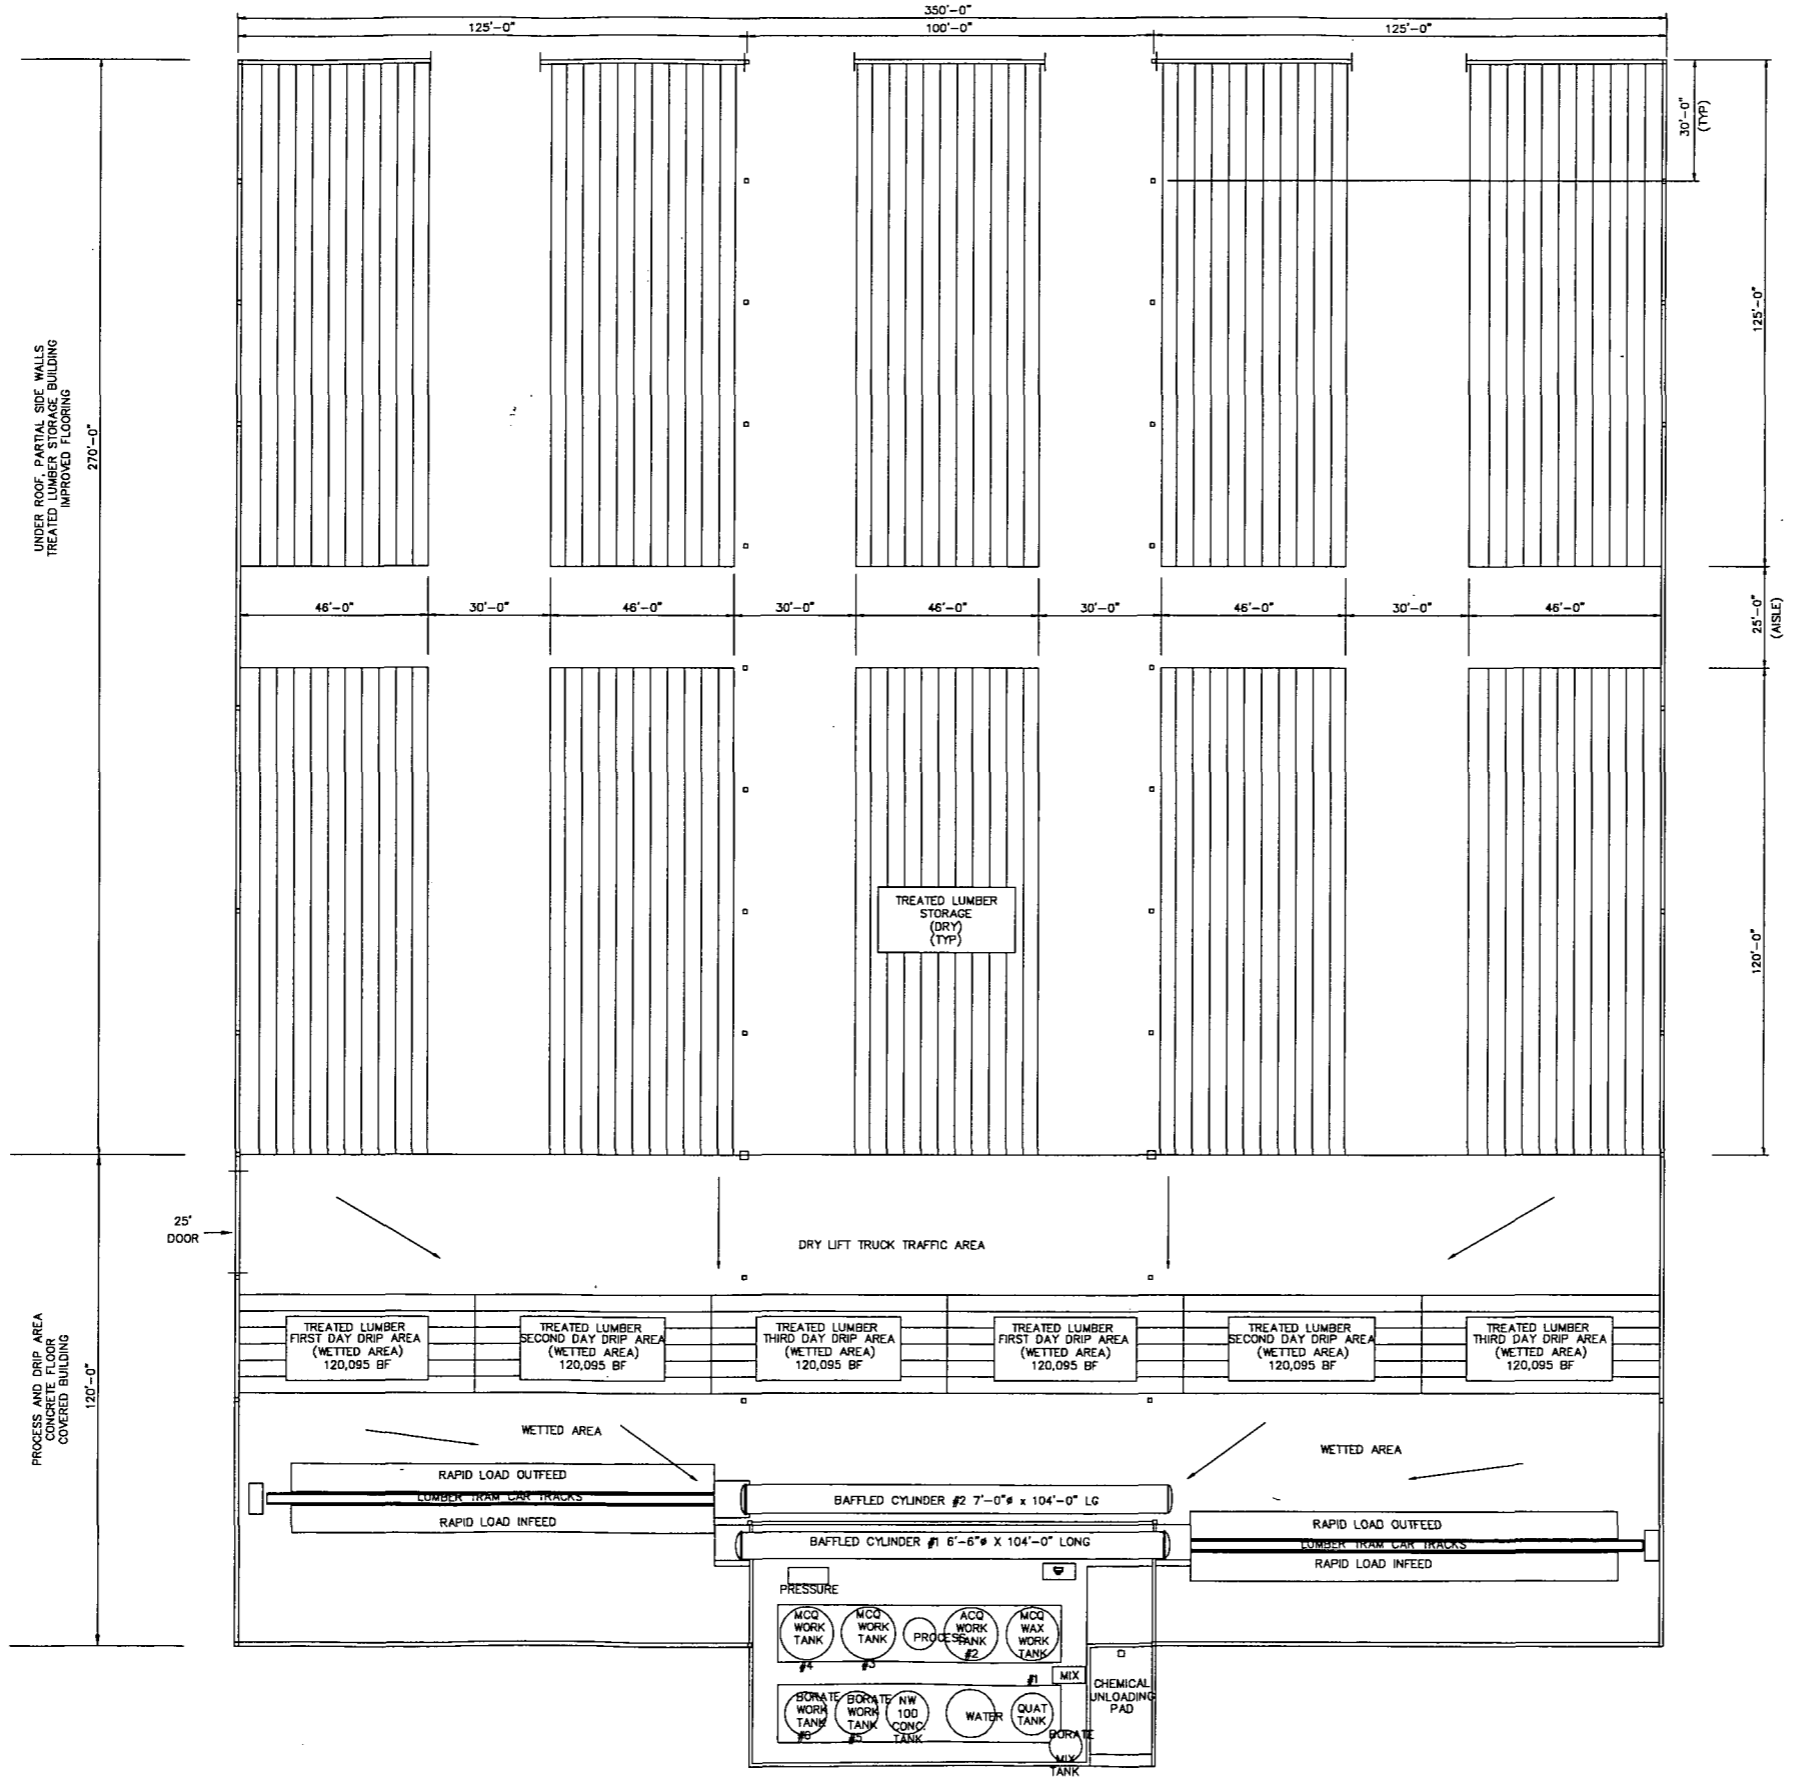 350'-0"
125'-0"
100'-0"
125'-0"
30'-0"
(TYP)
UNDER ROOF, PARTIAL SIDE WALLS
TREATED LUMBER STORAGE BUILDING
IMPROVED FLOORING
270'-0"
125'-0"
46'-0"
30'-0"
46'-0"
30'-0"
46'-0"
30'-0"
46'-0"
30'-0"
46'-0"
25'-0"
(AISLE)
TREATED LUMBER
STORAGE
(DRY)
(TYP)
120'-0"
25'
DOOR
DRY LIFT TRUCK TRAFFIC AREA
PROCESS AND DRIP AREA
CONCRETE FLOOR
COVERED BUILDING
120'-0"
TREATED LUMBER
FIRST DAY DRIP AREA
(WETTED AREA)
120,095 BF
TREATED LUMBER
SECOND DAY DRIP AREA
(WETTED AREA)
120,095 BF
TREATED LUMBER
THIRD DAY DRIP AREA
(WETTED AREA)
120,095 BF
TREATED LUMBER
FIRST DAY DRIP AREA
(WETTED AREA)
120,095 BF
TREATED LUMBER
SECOND DAY DRIP AREA
(WETTED AREA)
120,095 BF
TREATED LUMBER
THIRD DAY DRIP AREA
(WETTED AREA)
120,095 BF
WETTED AREA
WETTED AREA
RAPID LOAD OUTFEED
LUMBER TRAM CAR TRACKS
RAPID LOAD INFEED
BAFFLED CYLINDER #2 7'-0"ø x 104'-0" LG
BAFFLED CYLINDER #1 6'-6"ø X 104'-0" LONG
RAPID LOAD OUTFEED
LUMBER TRAM CAR TRACKS
RAPID LOAD INFEED
PRESSURE
MCQ
WORK
TANK
#4
MCQ
WORK
TANK
#3
PROCESS
ACQ
WORK
TANK
#2
MCQ
WAX
WORK
TANK
#1
MIX
CHEMICAL
UNLOADING
PAD
BORATE
WORK
TANK
#6
BORATE
WORK
TANK
#5
NW
100
CONC.
TANK
WATER
QUAT
TANK
BORATE
MIX
TANK